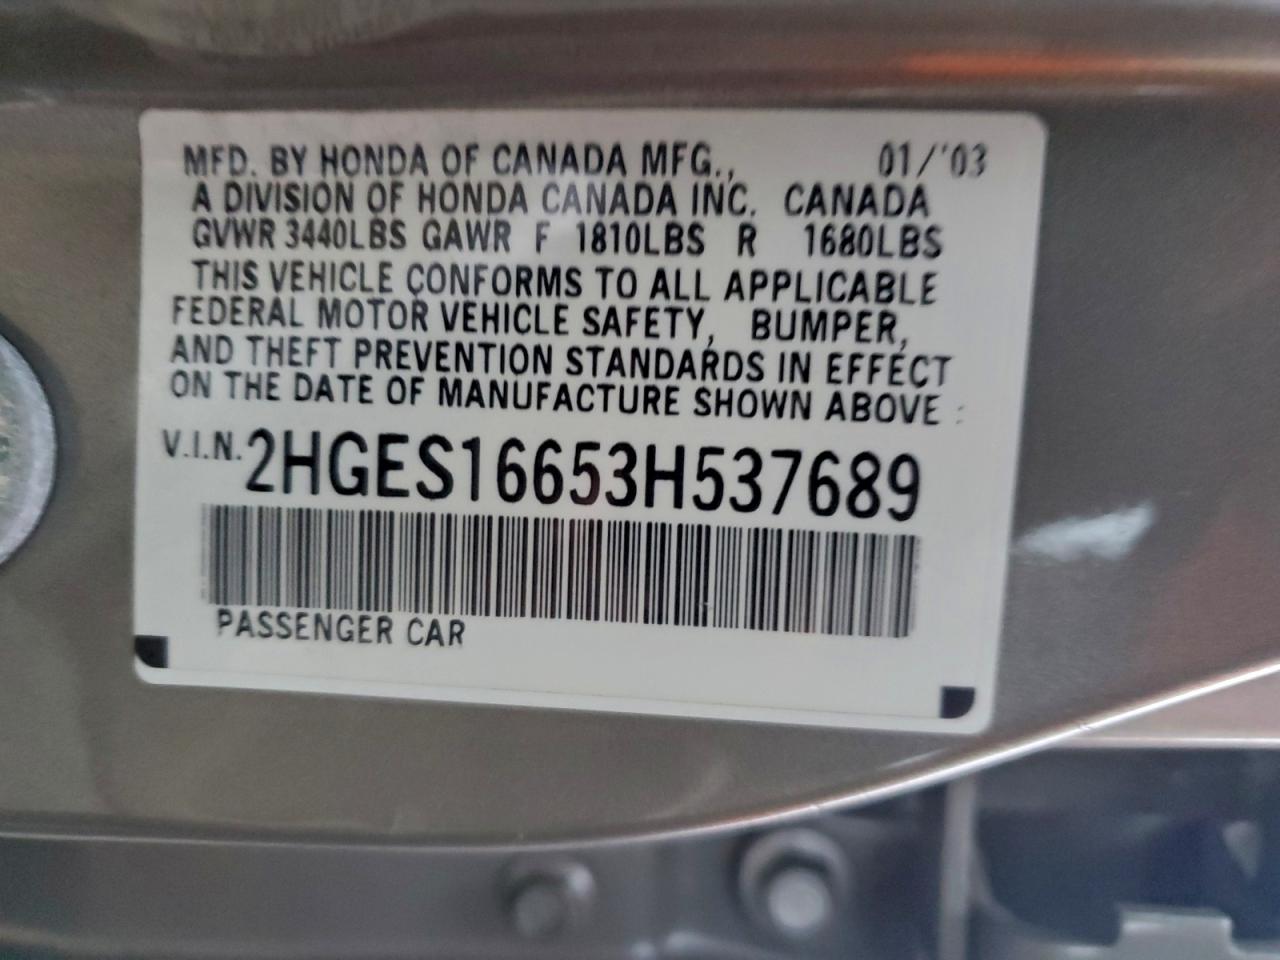 MFD. BY HONDA OF CANADA MFG., 01/'03
A DIVISION OF HONDA CANADA INC. CANADA
GVWR 3440LBS GAWR F 1810LBS R 1680LBS
THIS VEHICLE CONFORMS TO ALL APPLICABLE
FEDERAL MOTOR VEHICLE SAFETY, BUMPER,
AND THEFT PREVENTION STANDARDS IN EFFECT
ON THE DATE OF MANUFACTURE SHOWN ABOVE :
V.I.N. 2HGES16653H537689
PASSENGER CAR